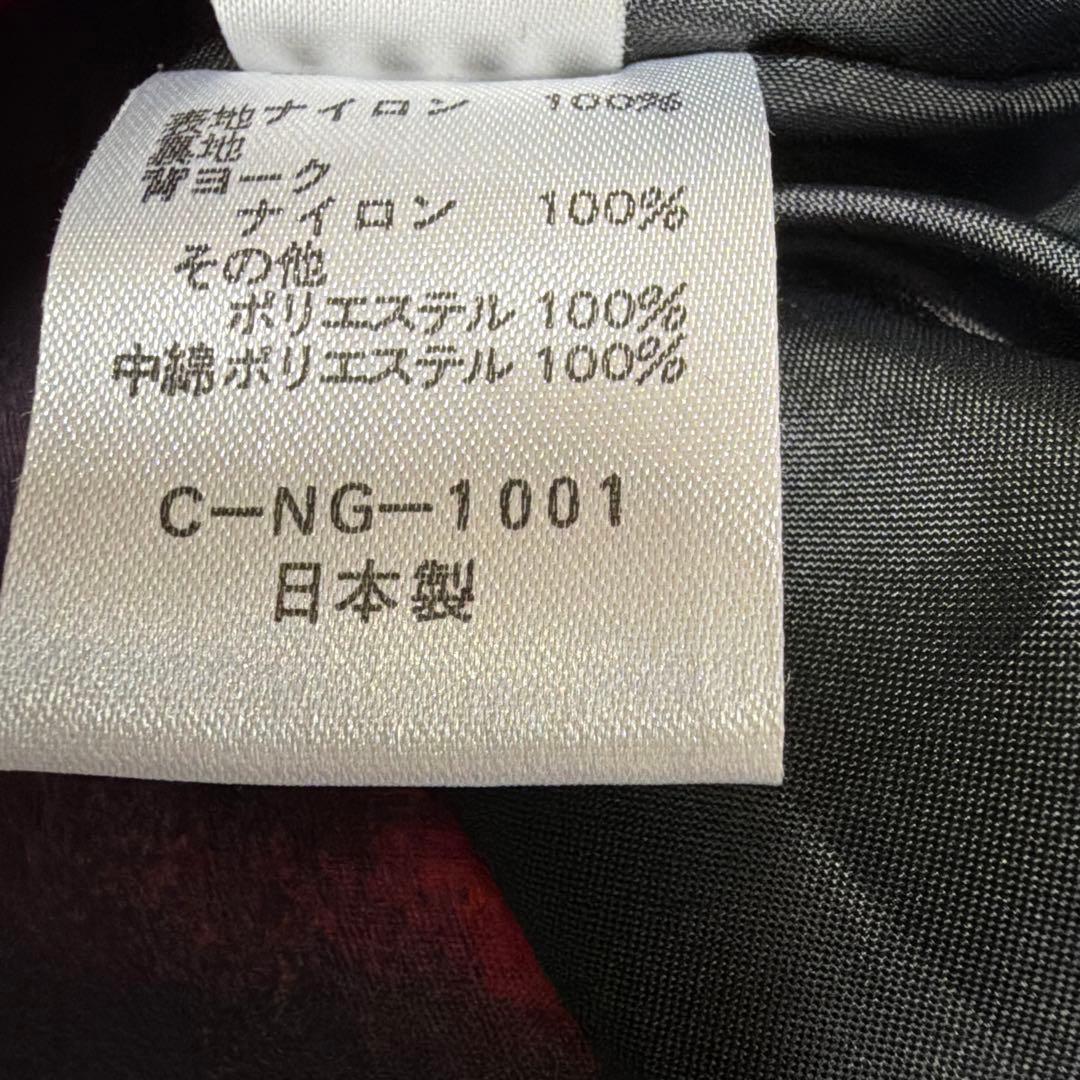 表地ナイロン 100%
裏地
背ヨーク
ナイロン 100%
その他
ポリエステル 100%
中綿ポリエステル 100%
C-NG-1001
日本製